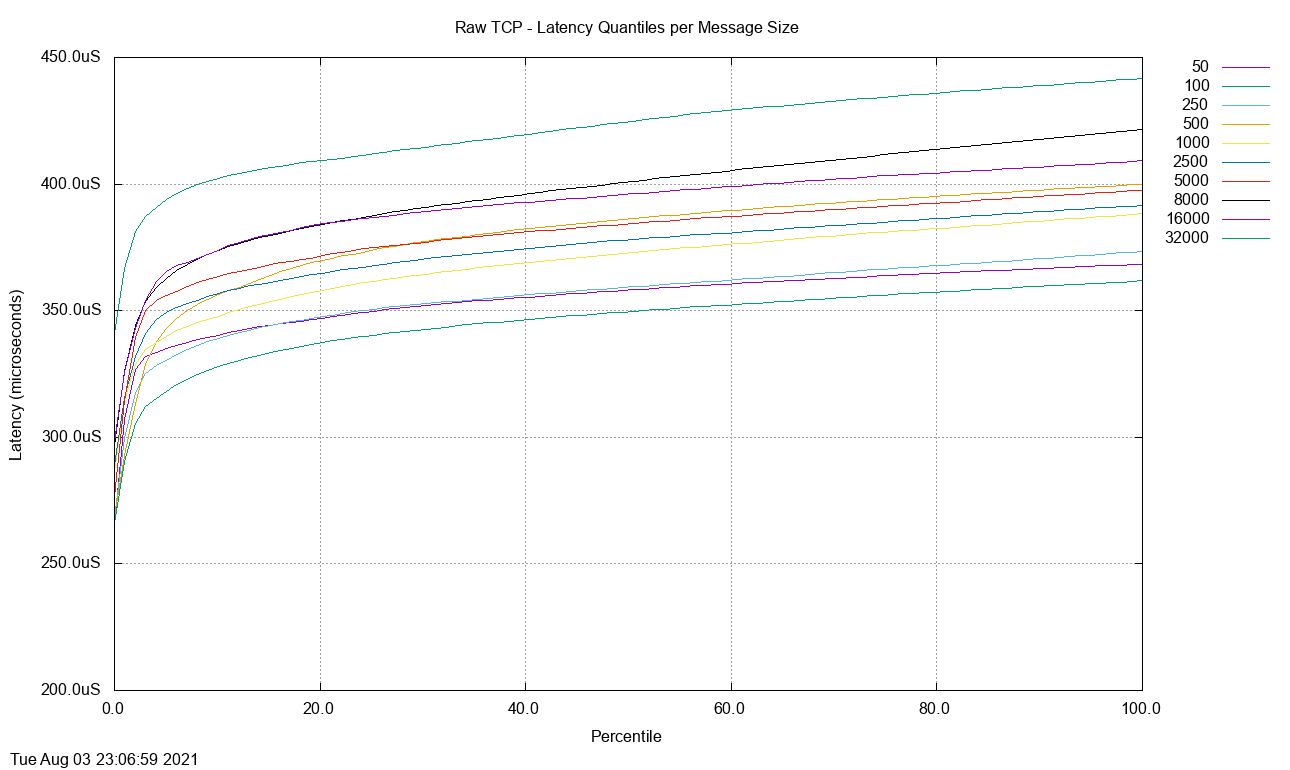 Raw TCP - Latency Quantiles per Message Size
450.0uS
400.0uS
350.0uS
300.0uS
250.0uS
200.0uS
Latency (microseconds)
0.0 20.0 40.0 60.0 80.0 100.0
Percentile
50
100
250
500
1000
2500
5000
8000
16000
32000
Tue Aug 03 23:06:59 2021